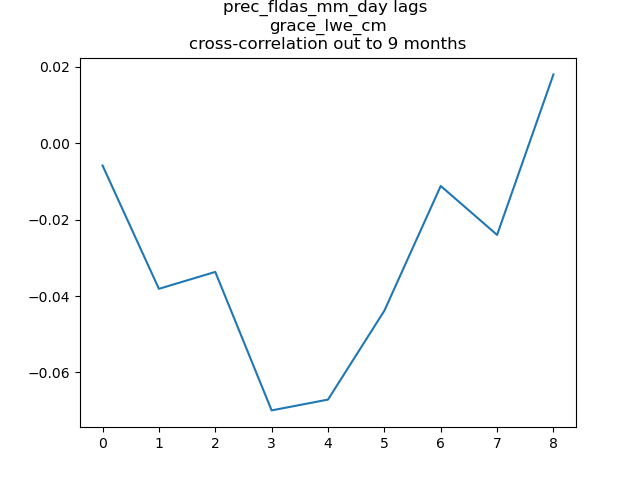 prec_fldas_mm_day lags
grace_lwe_cm
cross-correlation out to 9 months
0.02
0.00
−0.02
−0.04
−0.06
0 1 2 3 4 5 6 7 8